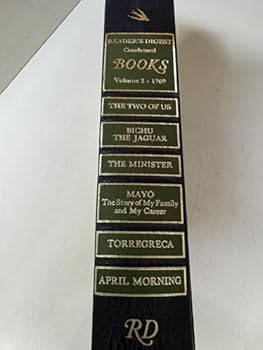 READER'S DIGEST
Condensed
BOOKS
Volume 2 • 1969
THE TWO OF US
BICHU
THE JAGUAR
THE MINISTER
MAYO
The Story of My Family
and My Career
TORREGRECA
APRIL MORNING
RD